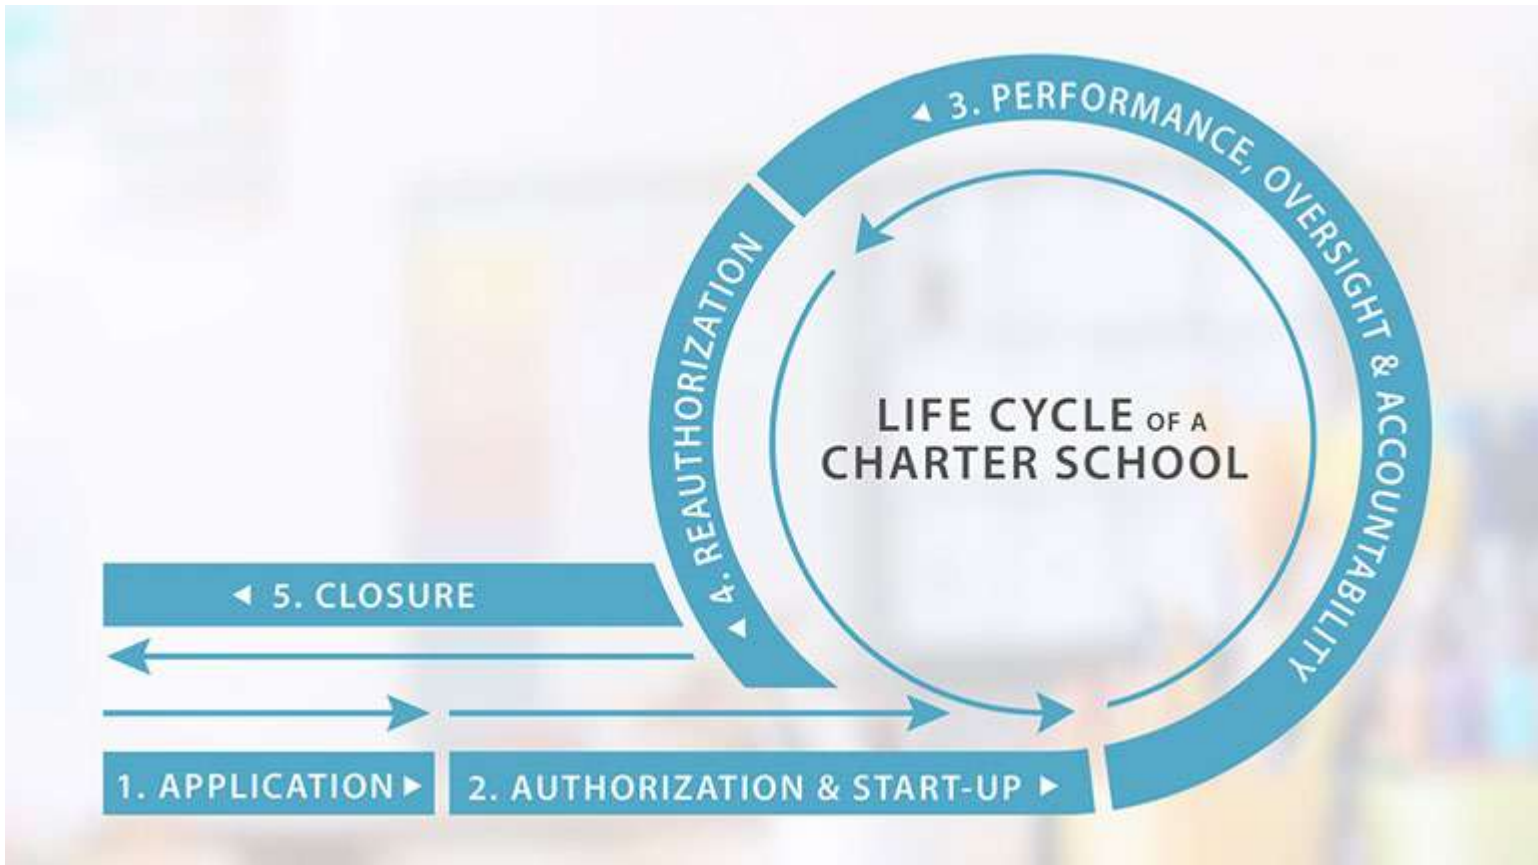 LIFE CYCLE OF A
CHARTER SCHOOL
1. APPLICATION ►
2. AUTHORIZATION & START-UP ►
◄ 3. PERFORMANCE, OVERSIGHT & ACCOUNTABILITY
◄ 4. REAUTHORIZATION
◄ 5. CLOSURE